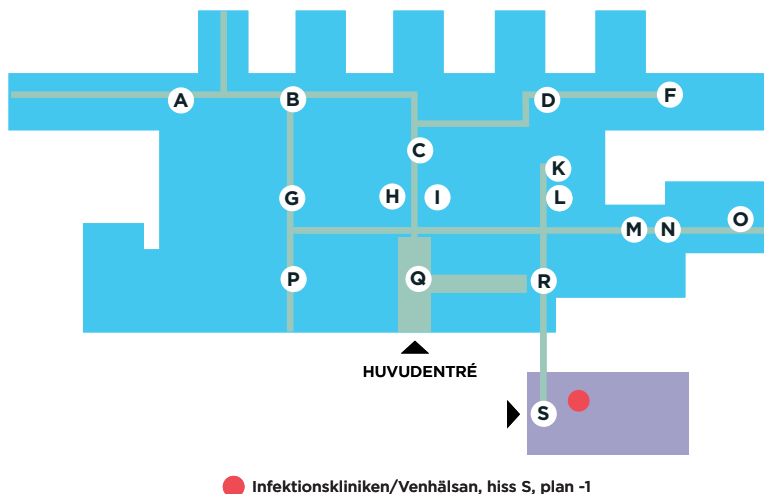 A
B
D
F
C
K
H
I
G
L
M
N
O
P
Q
R
HUVUDENTRÉ
S
Infektionskliniken/Venhälsan, hiss S, plan -1